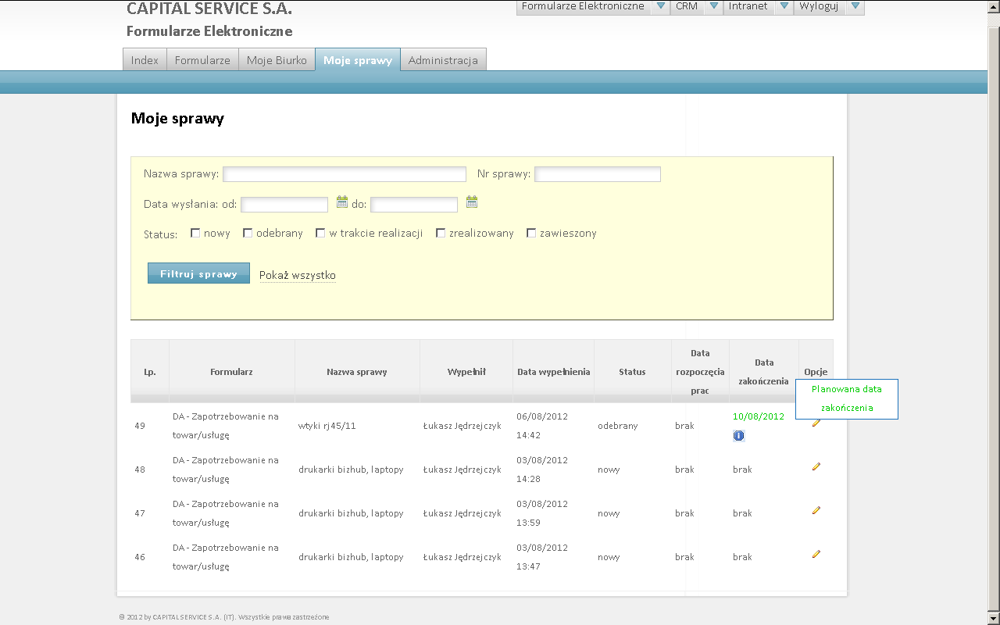 CAPITAL SERVICE S.A.
Formularze Elektroniczne CRM Intranet Wyloguj
Formularze Elektroniczne
Index Formularze Moje Biurko Moje sprawy Administracja
Moje sprawy
Nazwa sprawy: Nr sprawy:
Data wysłania: od: do:
Status: nowy odebrany w trakcie realizacji zrealizowany zawieszony
Filtruj sprawy Pokaż wszystko
Lp. Formularz Nazwa sprawy Wypełnił Data wypełnienia Status Data rozpoczęcia prac Data zakończenia Opcje
Planowana data
zakończenia
49 DA - Zapotrzebowanie na towar/usługę wtyki rj45/11 Łukasz Jędrzejczyk 06/08/2012 14:42 odebrany brak 10/08/2012
48 DA - Zapotrzebowanie na towar/usługę drukarki bizhub, laptopy Łukasz Jędrzejczyk 03/08/2012 14:28 nowy brak brak
47 DA - Zapotrzebowanie na towar/usługę drukarki bizhub, laptopy Łukasz Jędrzejczyk 03/08/2012 13:59 nowy brak brak
46 DA - Zapotrzebowanie na towar/usługę drukarki bizhub, laptopy Łukasz Jędrzejczyk 03/08/2012 13:47 nowy brak brak
© 2012 by CAPITAL SERVICE S.A. (IT). Wszystkie prawa zastrzeżone